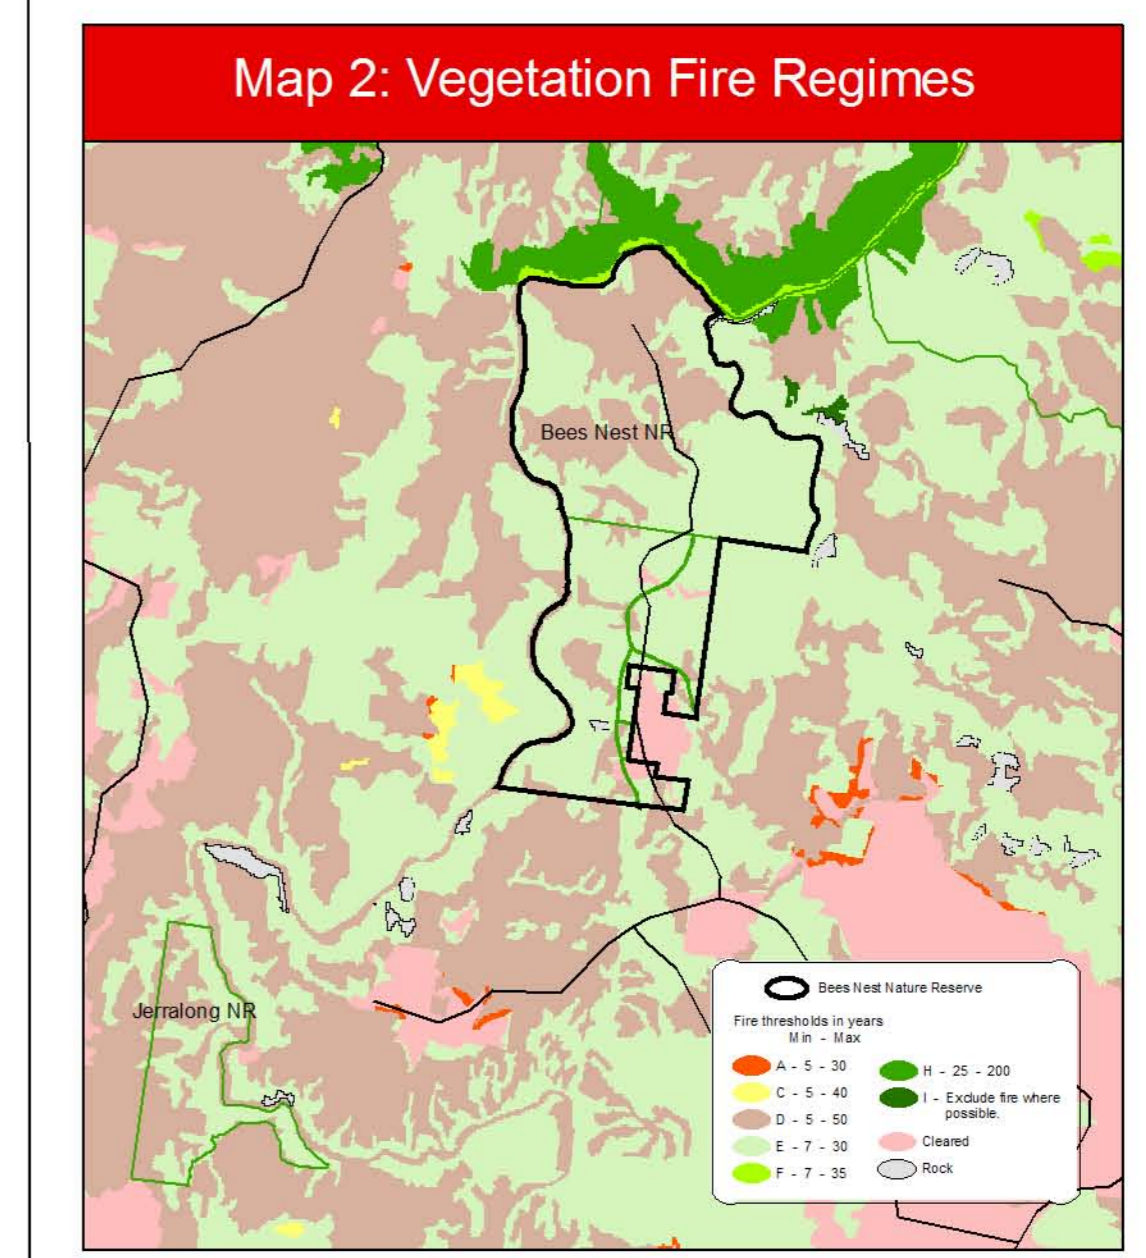 Map 2: Vegetation Fire Regimes
Bees Nest NR
Jerralong NR
Bees Nest Nature Reserve
Fire thresholds in years
Min - Max
A - 5 - 30
C - 5 - 40
D - 5 - 50
E - 7 - 30
F - 7 - 35
H - 25 - 200
I - Exclude fire where
possible.
Cleared
Rock